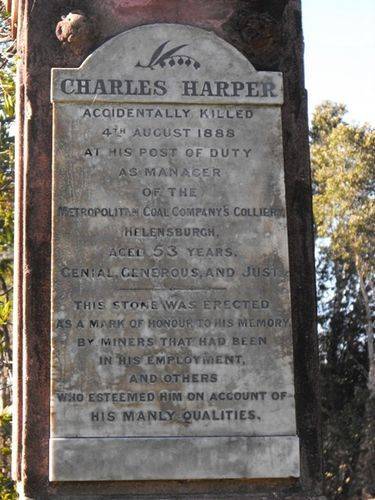 CHARLES HARPER
ACCIDENTALLY KILLED
4TH AUGUST 1888
AT HIS POST OF DUTY
AS MANAGER
OF THE
METROPOLITAN COAL COMPANY'S COLLIERY
HELENSBURGH,
AGED 53 YEARS.
GENIAL, GENEROUS, AND JUST
THIS STONE WAS ERECTED
AS A MARK OF HONOUR TO HIS MEMORY
BY MINERS THAT HAD BEEN
IN HIS EMPLOYMENT,
AND OTHERS
WHO ESTEEMED HIM ON ACCOUNT OF
HIS MANLY QUALITIES.